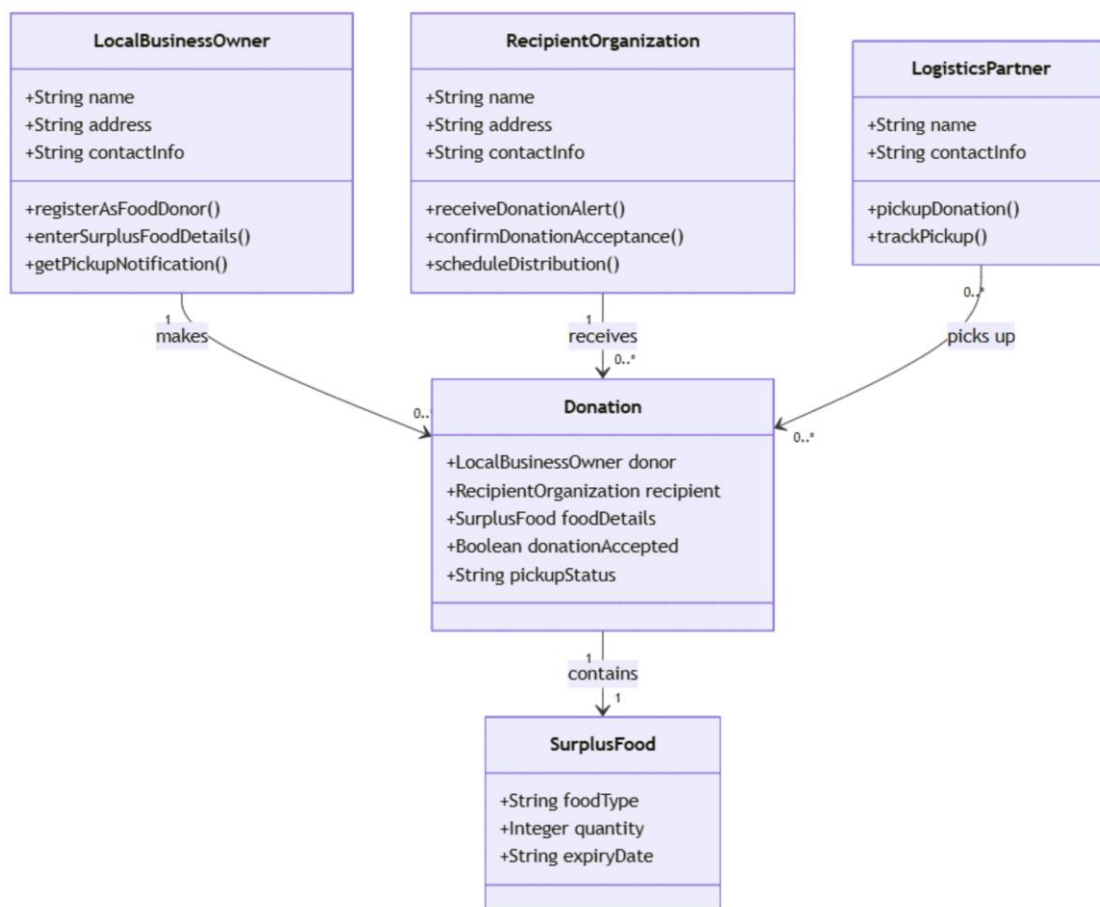 LocalBusinessOwner
+String name
+String address
+String contactInfo
+registerAsFoodDonor()
+enterSurplusFoodDetails()
+getPickupNotification()
RecipientOrganization
+String name
+String address
+String contactInfo
+receiveDonationAlert()
+confirmDonationAcceptance()
+scheduleDistribution()
LogisticsPartner
+String name
+String contactInfo
+pickupDonation()
+trackPickup()
1
makes
0..*
1
receives
0..*
0..*
picks up
0..*
Donation
+LocalBusinessOwner donor
+RecipientOrganization recipient
+SurplusFood foodDetails
+Boolean donationAccepted
+String pickupStatus
1
contains
1
SurplusFood
+String foodType
+Integer quantity
+String expiryDate